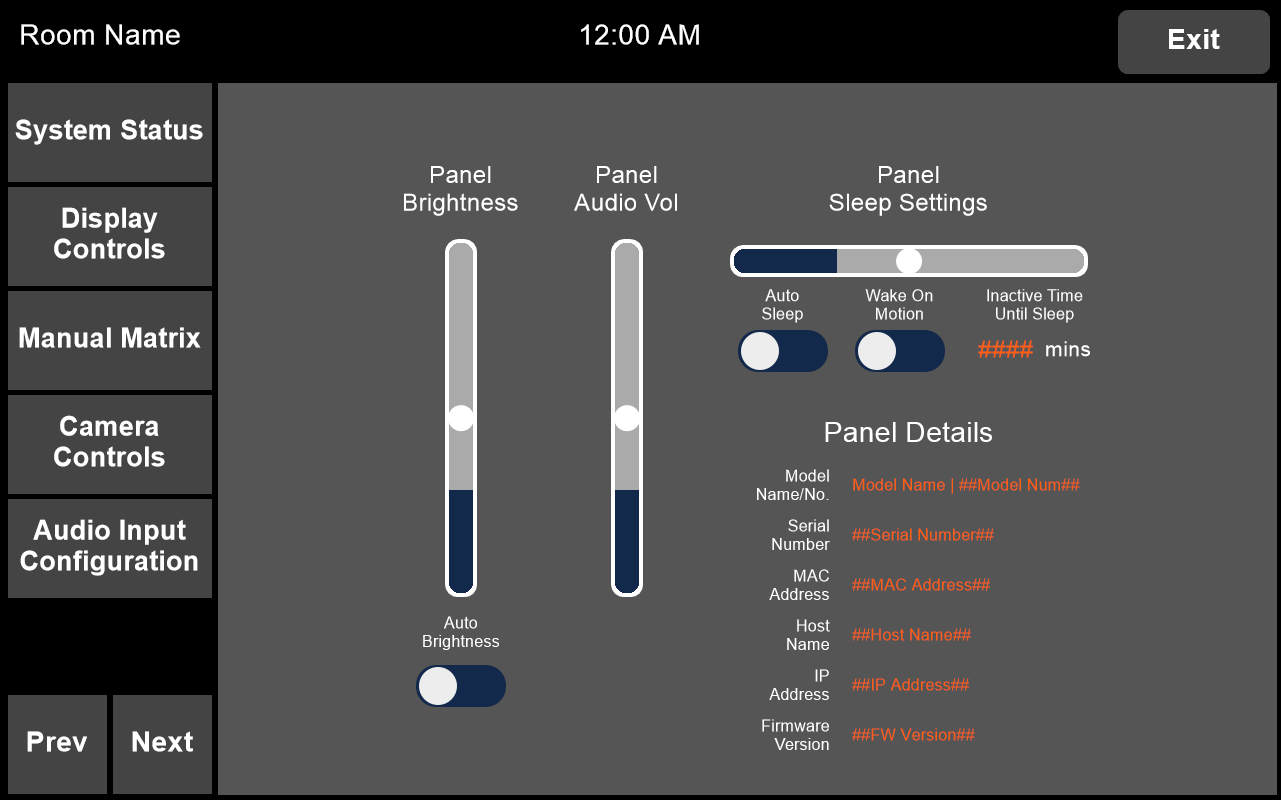 Room Name
12:00 AM
Exit
System Status
Display
Controls
Manual Matrix
Camera
Controls
Audio Input
Configuration
Prev
Next
Panel
Brightness
Auto
Brightness
Panel
Audio Vol
Panel
Sleep Settings
Auto
Sleep
Wake On
Motion
Inactive Time
Until Sleep
#### mins
Panel Details
Model
Name/No.
Model Name | ##Model Num##
Serial
Number
##Serial Number##
MAC
Address
##MAC Address##
Host
Name
##Host Name##
IP
Address
##IP Address##
Firmware
Version
##FW Version##